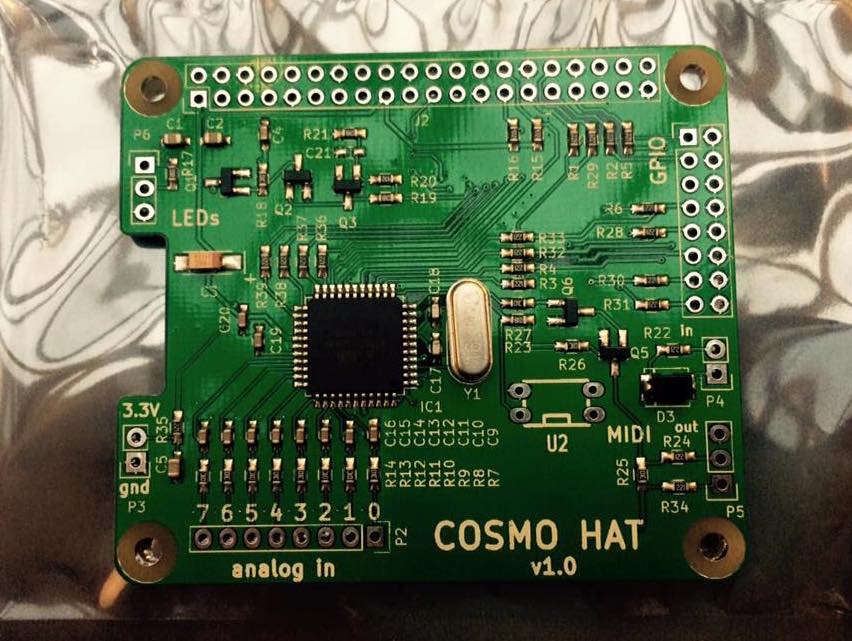 J2
P6
C1
C2
C4
R17
R21
C21
R20
R19
R18
Q2
Q3
LEDs
R16
R15
R1
R29
R2
R5
GPIO
R6
R28
R30
R31
R37
R36
R39
R38
C20
C19
C18
C17
IC1
Y1
R33
R32
R4
R3
Q6
R27
R23
R26
Q5
R22
in
P4
D3
U2
MIDI
out
R24
R25
R34
P5
3.3V
R35
C5
gnd
P3
C16
C15
C14
C13
C12
C11
C10
C9
R14
R13
R12
R11
R10
R9
R8
R7
7 6 5 4 3 2 1 0
P2
analog in
COSMO HAT
v1.0